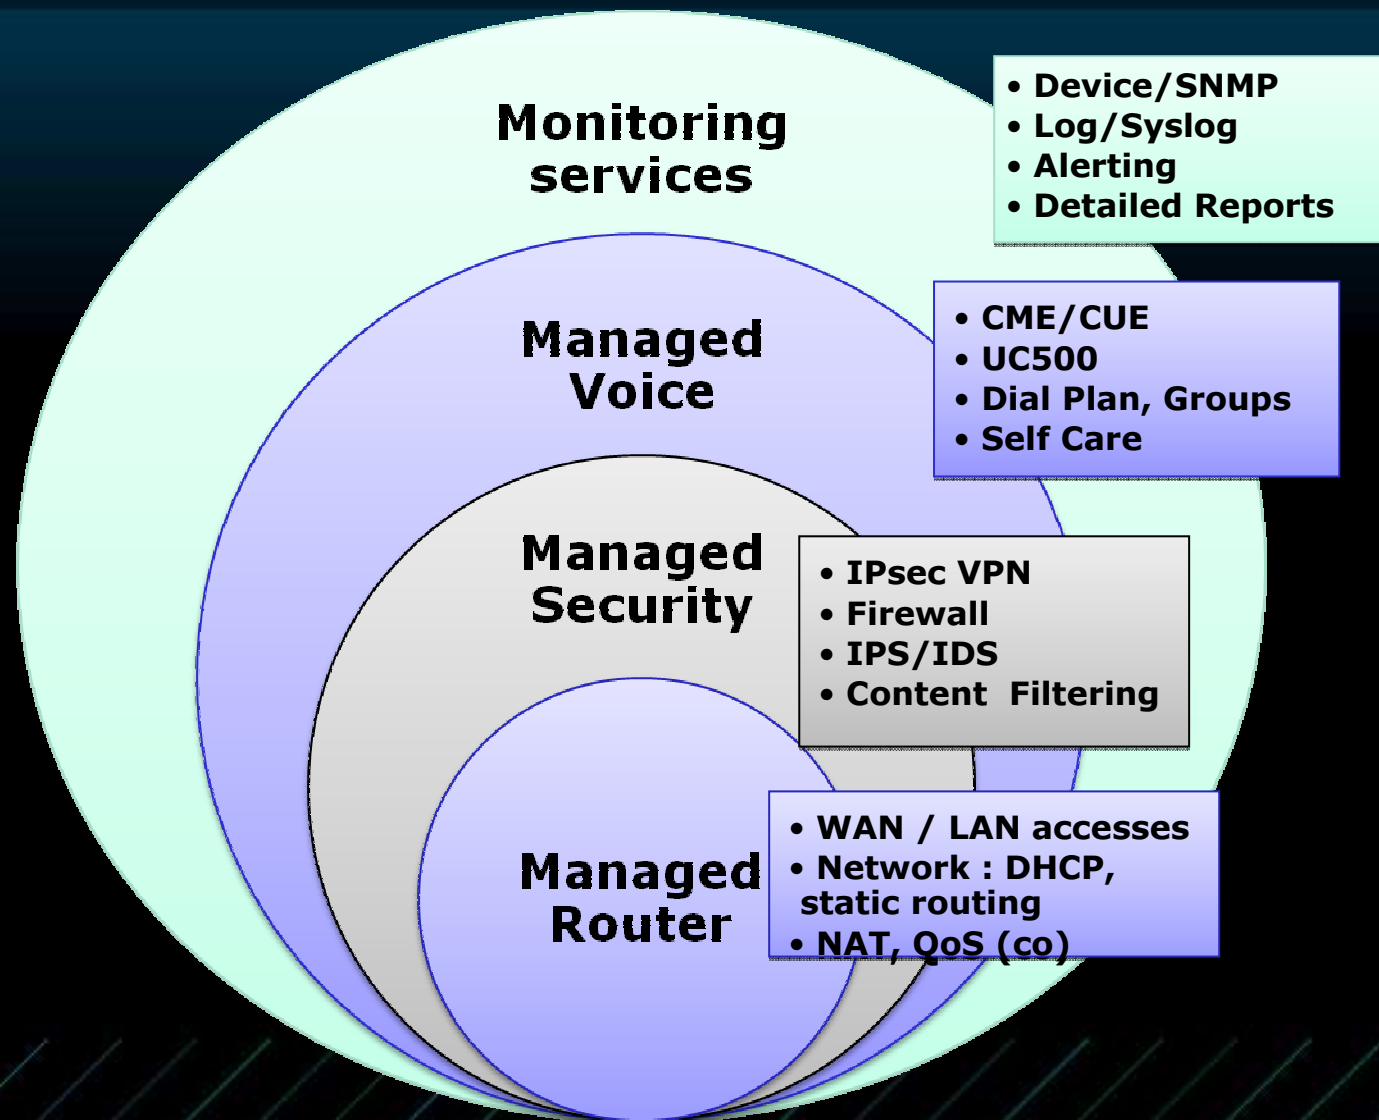 Monitoring
services
• Device/SNMP
• Log/Syslog
• Alerting
• Detailed Reports
Managed
Voice
• CME/CUE
• UC500
• Dial Plan, Groups
• Self Care
Managed
Security
• IPsec VPN
• Firewall
• IPS/IDS
• Content  Filtering
Managed
Router
• WAN / LAN accesses
• Network : DHCP,
static routing
• NAT, QoS (co)